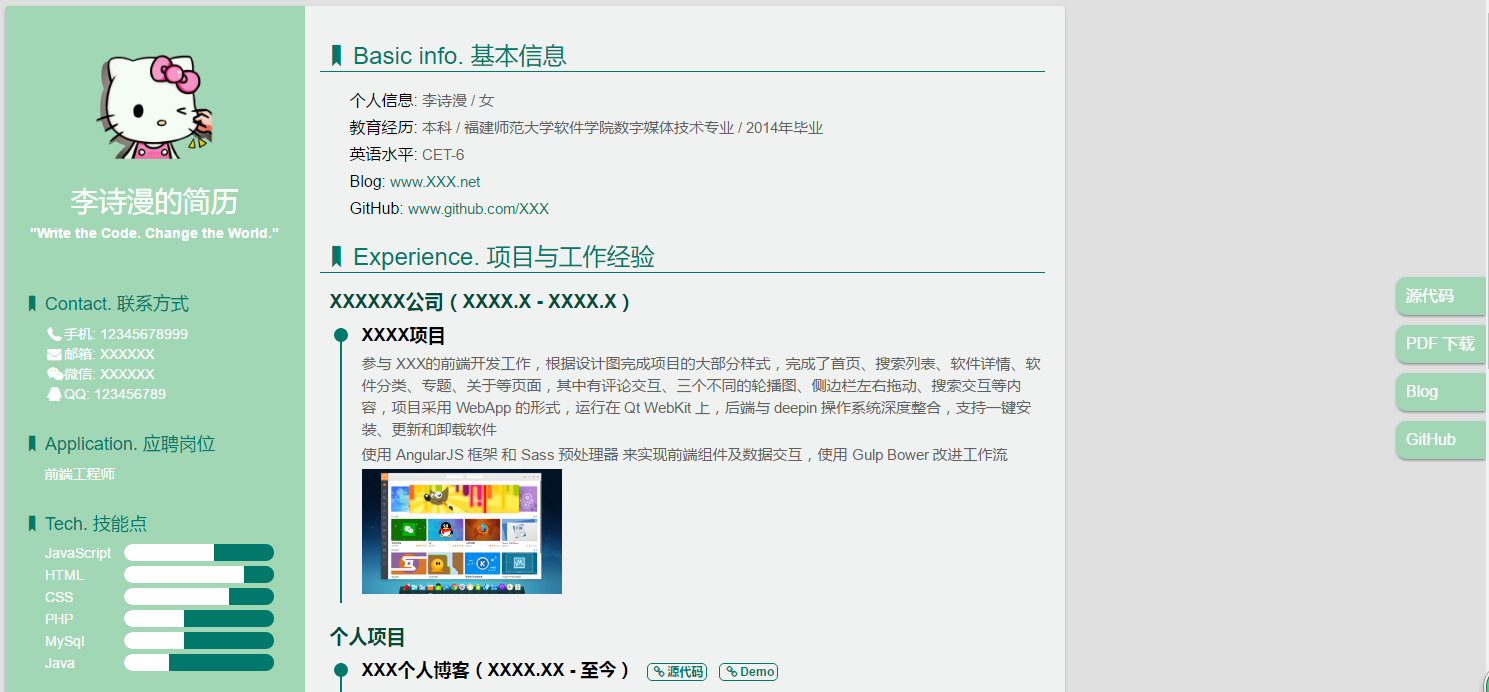 李诗漫的简历
"Write the Code. Change the World."
Contact. 联系方式
手机: 12345678999
邮箱: XXXXXX
微信: XXXXXX
QQ: 123456789
Application. 应聘岗位
前端工程师
Tech. 技能点
JavaScript
HTML
CSS
PHP
MySql
Java
Basic info. 基本信息
个人信息: 李诗漫 / 女
教育经历: 本科 / 福建师范大学软件学院数字媒体技术专业 / 2014年毕业
英语水平: CET-6
Blog: www.XXX.net
GitHub: www.github.com/XXX
Experience. 项目与工作经验
XXXXXX公司（XXXX.X - XXXX.X）
XXXX项目
参与 XXX的前端开发工作，根据设计图完成项目的大部分样式，完成了首页、搜索列表、软件详情、软
件分类、专题、关于等页面，其中有评论交互、三个不同的轮播图、侧边栏左右拖动、搜索交互等内
容，项目采用 WebApp 的形式，运行在 Qt WebKit 上，后端与 deepin 操作系统深度整合，支持一键安
装、更新和卸载软件
使用 AngularJS 框架 和 Sass 预处理器 来实现前端组件及数据交互，使用 Gulp Bower 改进工作流
个人项目
XXX个人博客（XXXX.XX - 至今） 源代码 Demo
源代码
PDF 下载
Blog
GitHub